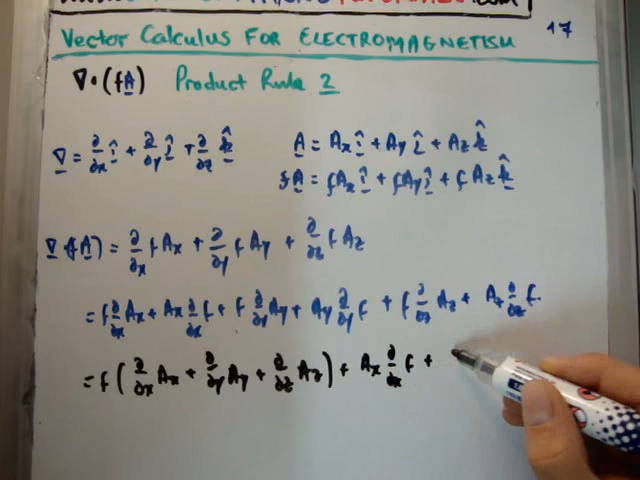 .com
VECTOR CALCULUS FOR ELECTROMAGNETISM 17
∇•(fA) Product Rule 2
∇ = ∂/∂x î + ∂/∂y ĵ + ∂/∂z k̂ A = Ax î + Ay ĵ + Az k̂
fA = fAx î + fAy ĵ + f Az k̂
∇•(fA) = ∂/∂x fAx + ∂/∂y fAy + ∂/∂z fAz
= f ∂/∂x Ax + Ax ∂/∂x f + f ∂/∂y Ay + Ay ∂/∂y f + f ∂/∂z Az + Az ∂/∂z f.
= f ( ∂/∂x Ax + ∂/∂y Ay + ∂/∂z Az ) + Ax ∂/∂x f +